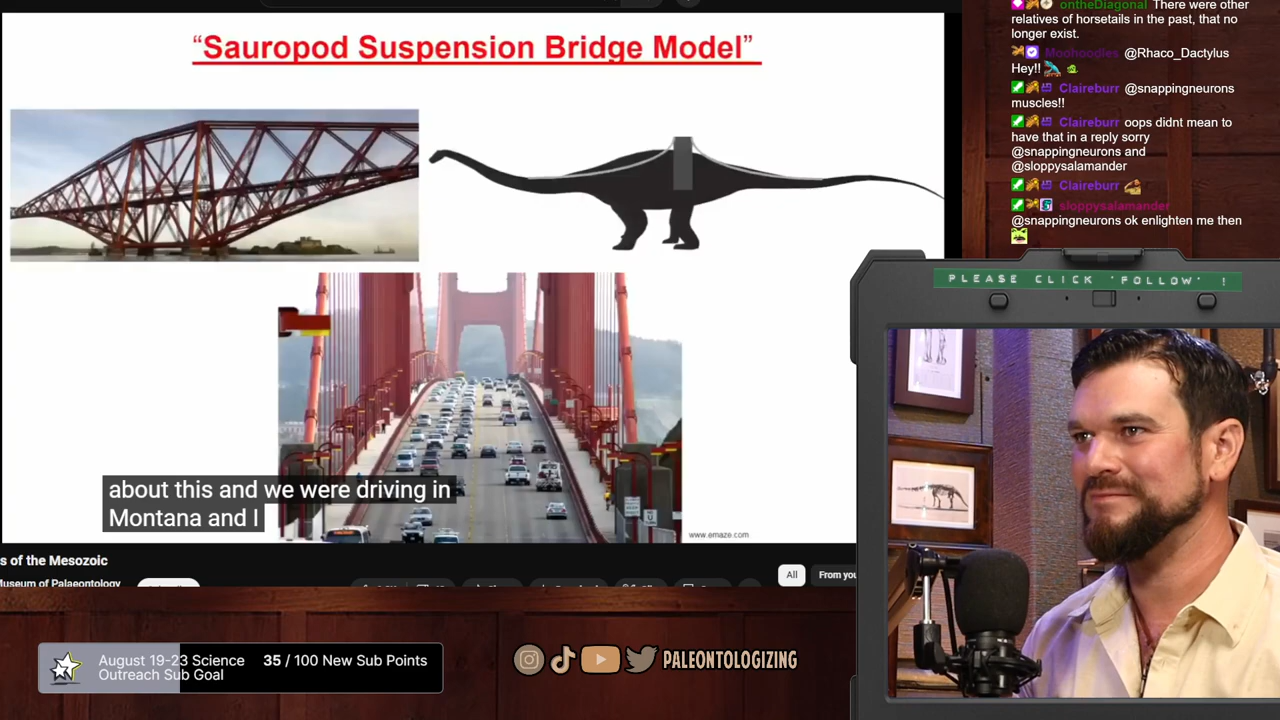 “Sauropod Suspension Bridge Model”
www.emaze.com
about this and we were driving in
Montana and I
s of the Mesozoic
Museum of Palaeontology
All
From you
ontheDiagonal There were other
relatives of horsetails in the past, that no
longer exist.
Moohoodles @Rhaco_Dactylus
Hey!!
Claireburr @snappingneurons
muscles!!
Claireburr oops didnt mean to
have that in a reply sorry
@snappingneurons and
@sloppysalamander
Claireburr
sloppysalamander
@snappingneurons ok enlighten me then
PLEASE CLICK 'FOLLOW' !
August 19-23 Science
Outreach Sub Goal
35 / 100 New Sub Points
PALEONTOLOGIZING